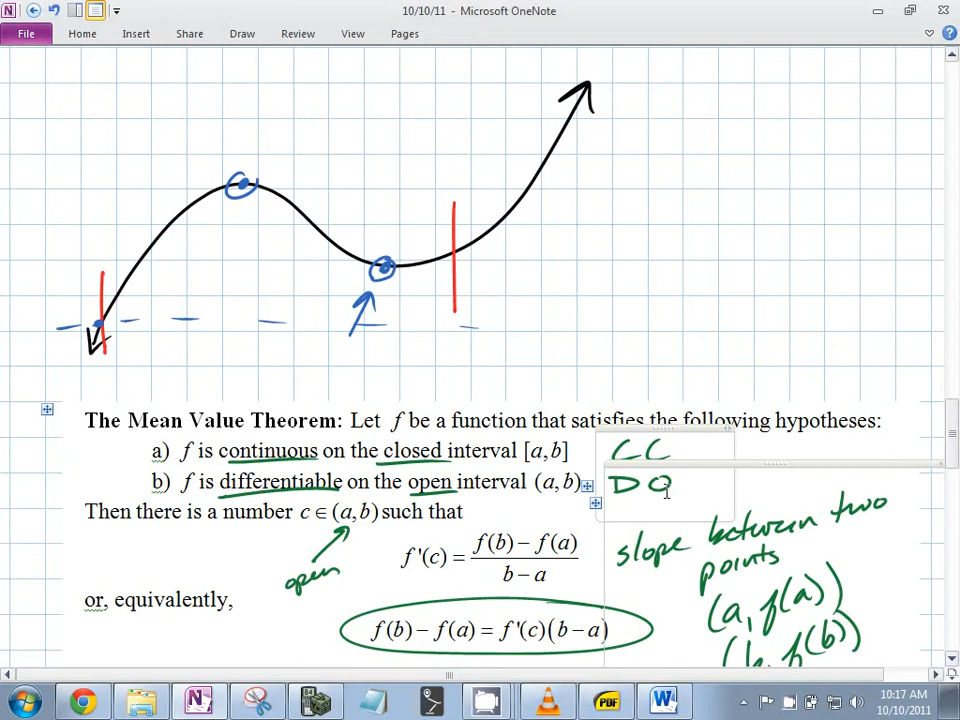 10/10/11 - Microsoft OneNote
File Home Insert Share Draw Review View Pages
The Mean Value Theorem: Let f be a function that satisfies the following hypotheses:
a) f is continuous on the closed interval [a,b]
CC
b) f is differentiable on the open interval (a,b)
DO
Then there is a number c ∈ (a,b) such that
slope between two
points
f '(c) = f(b) − f(a) / b − a
open
(a, f(a))
or, equivalently,
f(b) − f(a) = f '(c)(b − a)
(b, f(b))
PDF
W
10:17 AM
10/10/2011